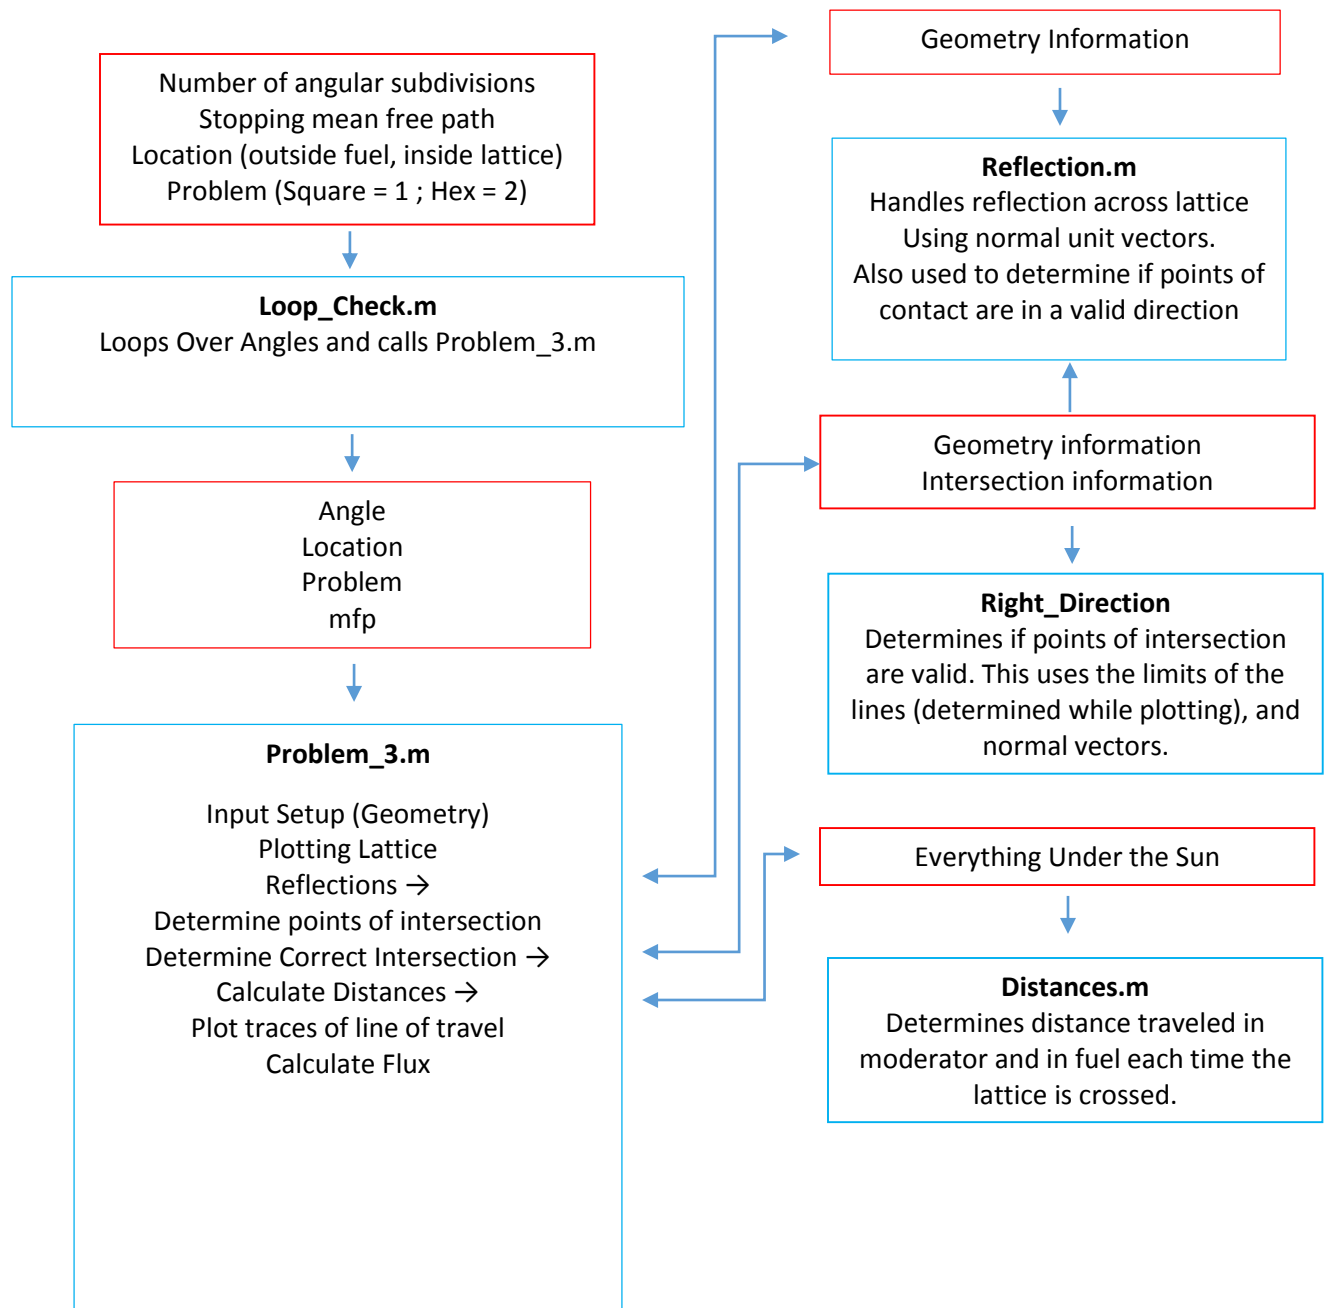 Number of angular subdivisions
Stopping mean free path
Location (outside fuel, inside lattice)
Problem (Square = 1 ; Hex = 2)
Loop_Check.m
Loops Over Angles and calls Problem_3.m
Angle
Location
Problem
mfp
Problem_3.m
Input Setup (Geometry)
Plotting Lattice
Reflections →
Determine points of intersection
Determine Correct Intersection →
Calculate Distances →
Plot traces of line of travel
Calculate Flux
Geometry Information
Reflection.m
Handles reflection across lattice
Using normal unit vectors.
Also used to determine if points of
contact are in a valid direction
Geometry information
Intersection information
Right_Direction
Determines if points of intersection
are valid. This uses the limits of the
lines (determined while plotting), and
normal vectors.
Everything Under the Sun
Distances.m
Determines distance traveled in
moderator and in fuel each time the
lattice is crossed.